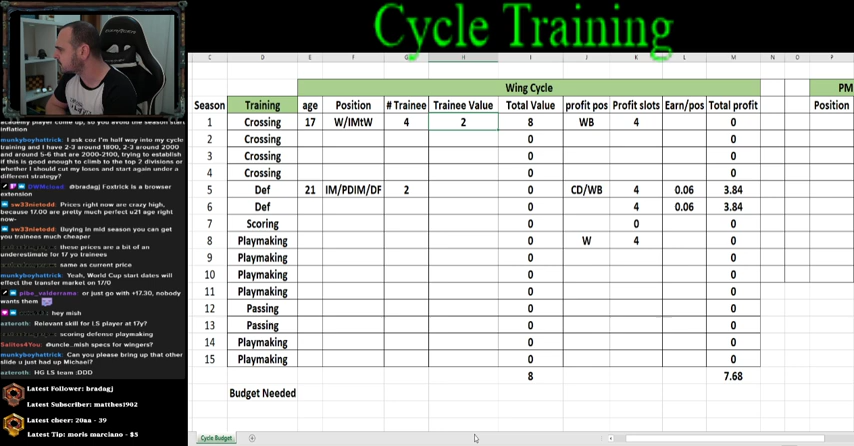 Cycle Training
academy player come up, so you avoid the season start
inflation
munkyboyhattrick: I ask coz I'm half way into my cycle
training and I have 2-3 around 1800, 2-3 around 2000
and around 5-6 that are 2000-2100, trying to establish
if this is good enough to climb to the top 2 divisions or
whether I should cut my loses and start again under a
different strategy?
@bradagj Foxtrick is a browser
extension
sw33nietodd: Prices right now are crazy high,
because 17.00 are pretty much perfect u21 age right
now-
sw33nietodd: Buying in mid season you can get
you trainees much cheaper
these prices are a bit of an
underestimate for 17 yo trainees
same as current price
munkyboyhattrick: Yeah, World Cup start dates will
effect the transfer market on 17/0
pike_valderrama: or just go with +17.30, nobody
wants them
hey mish
azteroth: Relevant skill for LS player at 17y?
scoring defense playmaking
Salitos4You: @uncle_mish specs for wingers?
munkyboyhattrick: Can you please bring up that other
slide u just had up Michael?
azteroth: HG LS team :DDD
Latest Follower: bradagj
Latest Subscriber: matthes1902
Latest cheer: 20aa - 39
Latest Tip: moris marciano - $5
C D E F G H I J K L M N O P
Wing Cycle PM
Season Training age Position # Trainee Trainee Value Total Value profit pos Profit slots Earn/pos Total profit Position
1 Crossing 17 W/IMtW 4 2 8 WB 4 0
2 Crossing 0 0
3 Crossing 0 0
4 Crossing 0 0
5 Def 21 IM/PDIM/DF 2 0 CD/WB 4 0.06 3.84
6 Def 0 4 0.06 3.84
7 Scoring 0 0 0
8 Playmaking 0 W 4 0
9 Playmaking 0 0
10 Playmaking 0 0
11 Playmaking 0 0
12 Passing 0 0
13 Passing 0 0
14 Playmaking 0 0
15 Playmaking 0 0
8 7.68
Budget Needed
Cycle Budget